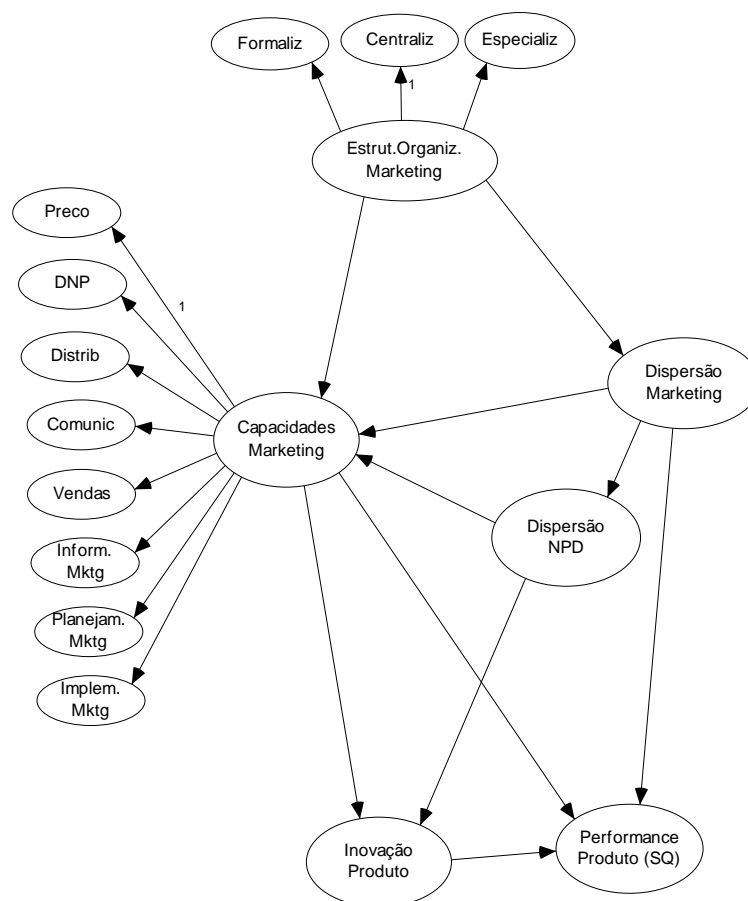 Formaliz
Centraliz
Especializ
1
Estrut.Organiz.
Marketing
Preco
DNP
1
Distrib
Dispersão
Marketing
Comunic
Capacidades
Marketing
Vendas
Dispersão
NPD
Inform.
Mktg
Planejam.
Mktg
Implem.
Mktg
Inovação
Produto
Performance
Produto (SQ)